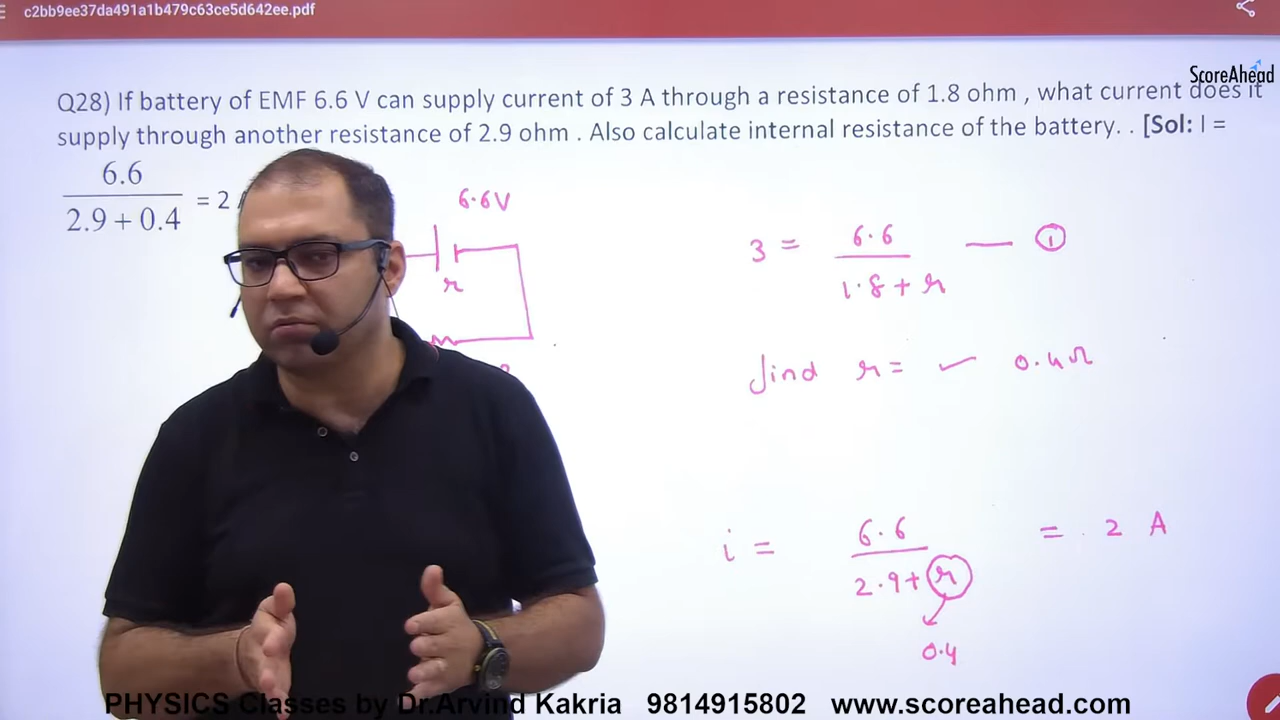 c2bb9ee37da491a1b479c63ce5d642ee.pdf
ScoreAhead
Q28) If battery of EMF 6.6 V can supply current of 3 A through a resistance of 1.8 ohm , what current does it
supply through another resistance of 2.9 ohm . Also calculate internal resistance of the battery. . [Sol: I =
6.6
2.9 + 0.4
= 2
6.6V
r
3 = 6.6
1.8 + r
— ①
find r = ✓ 0.4Ω
i = 6.6
2.9 + r
= 2 A
0.4
PHYSICS Classes by Dr.Arvind Kakria 9814915802 www.scoreahead.com